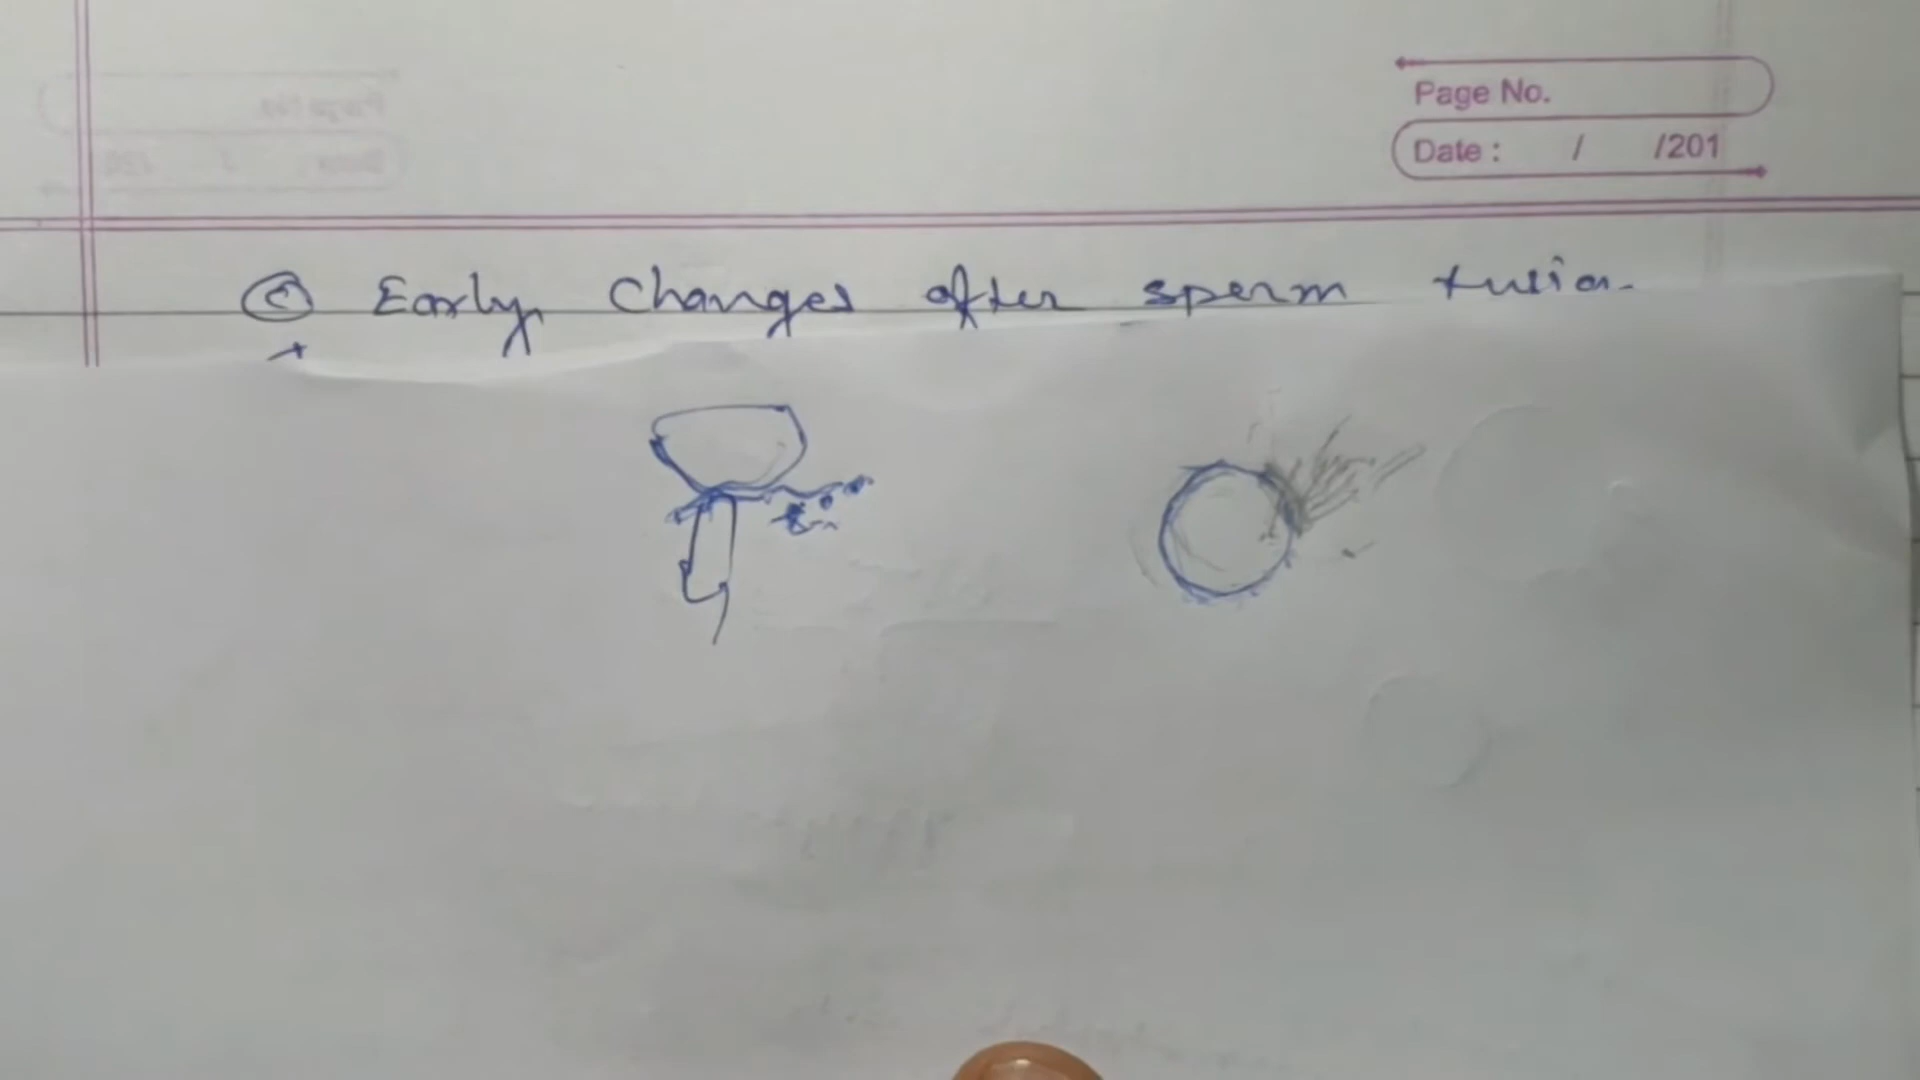 Page No.
Date : / /201
© Early Changes after sperm fusion.